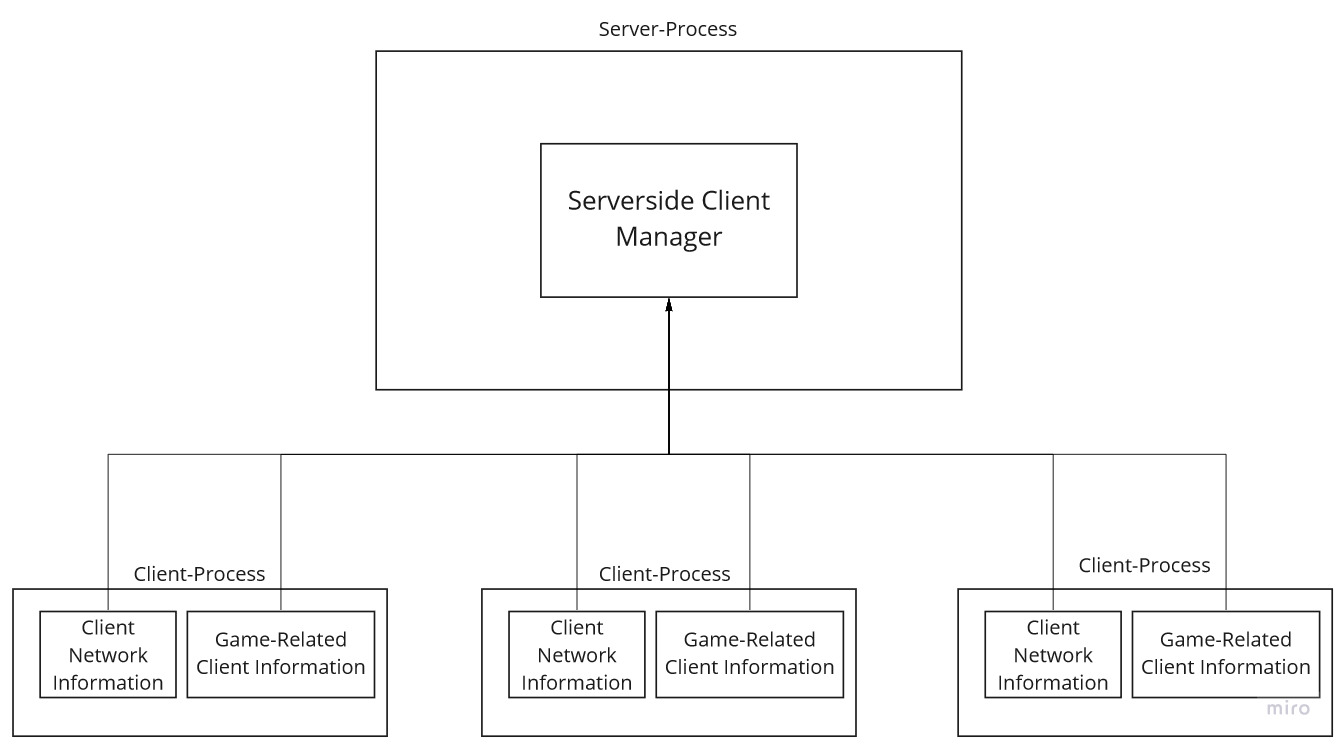 Server-Process
Serverside Client
Manager
Client-Process
Client-Process
Client-Process
Client
Network
Information
Game-Related
Client Information
Client
Network
Information
Game-Related
Client Information
Client
Network
Information
Game-Related
Client Information
miro